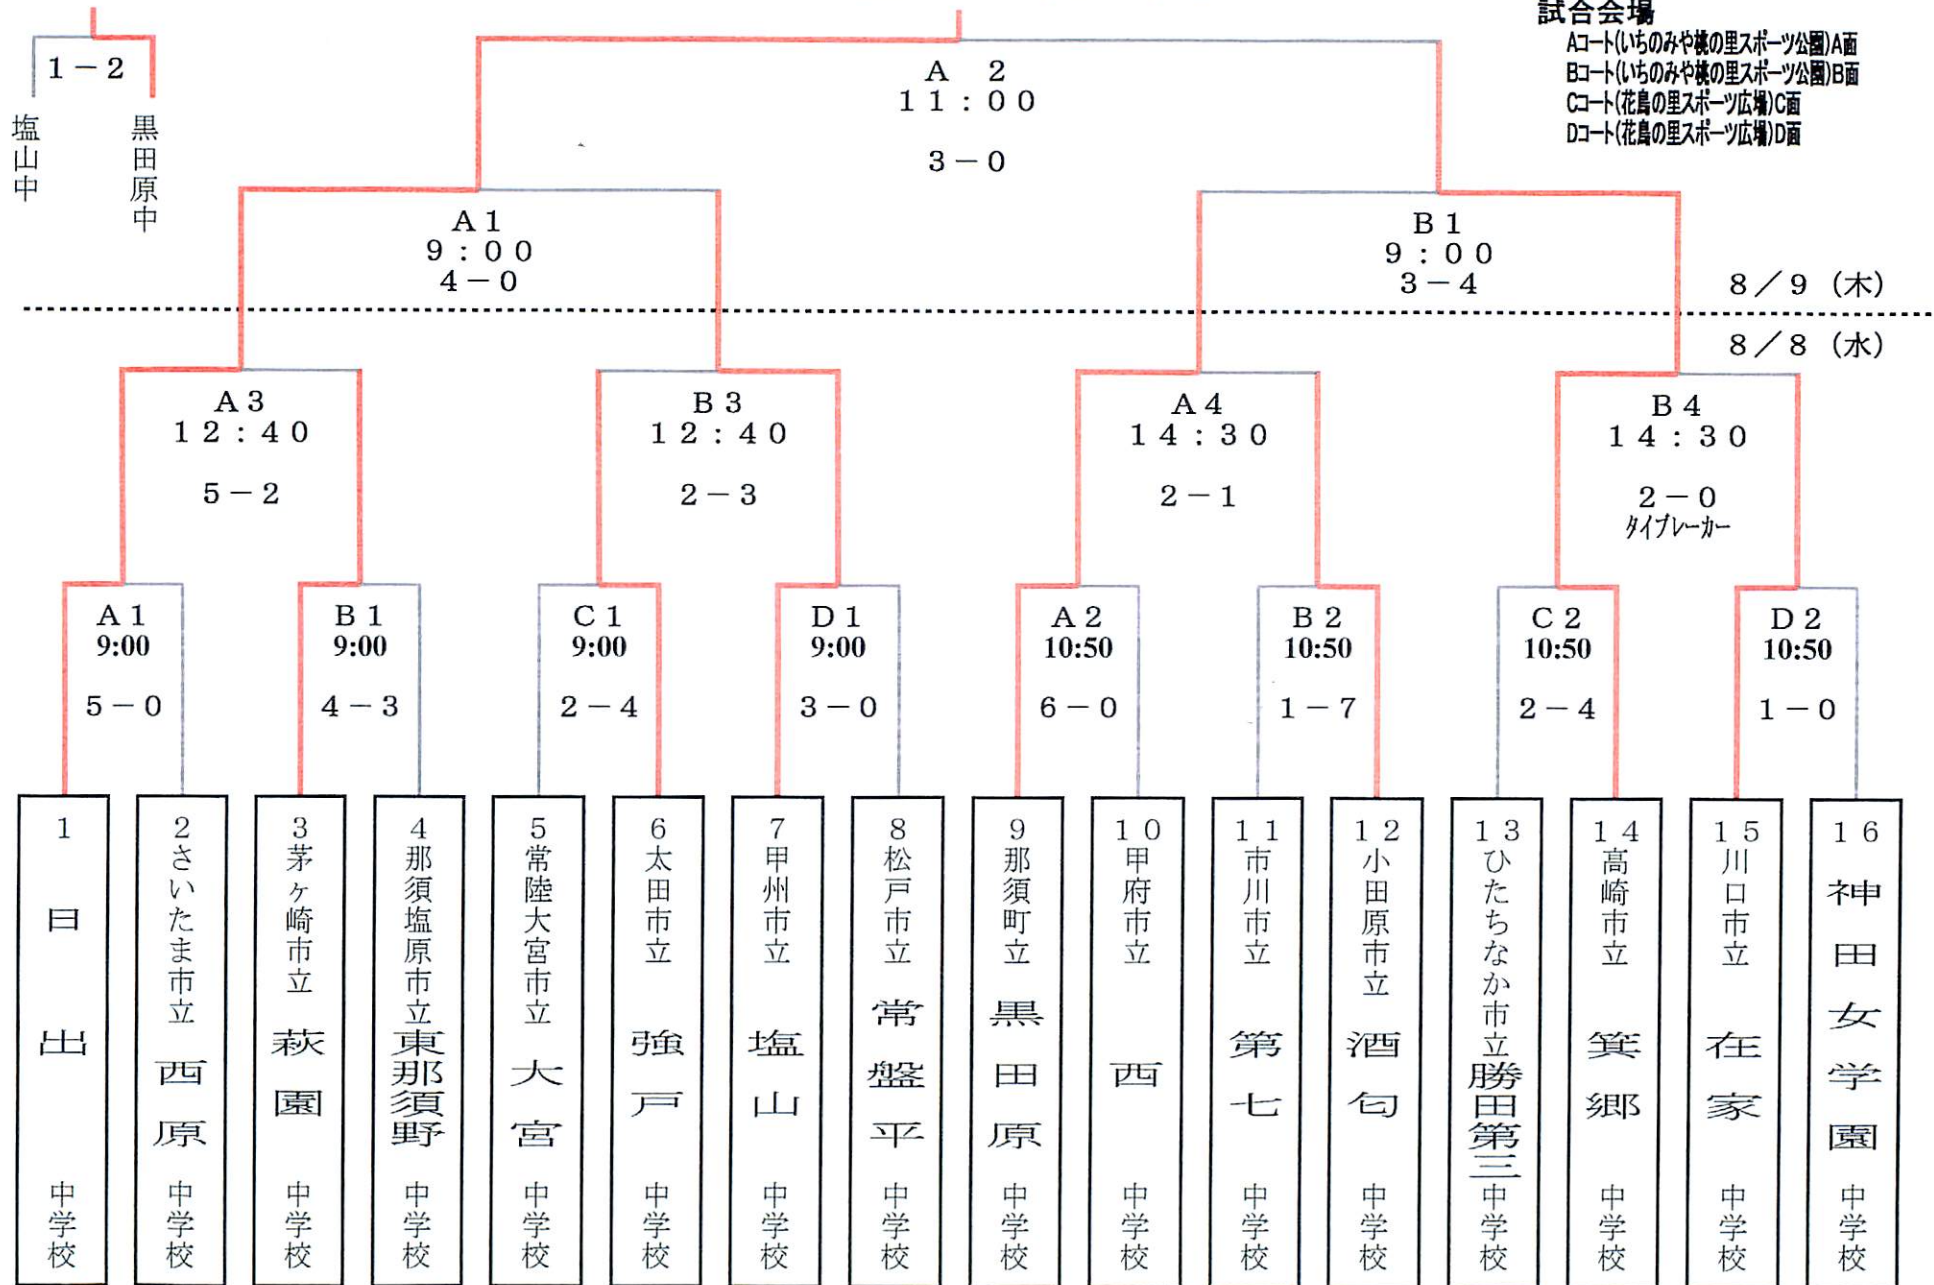 試合会場
Aコート(いちのみや桃の里スポーツ公園)A面
Bコート(いちのみや桃の里スポーツ公園)B面
Cコート(花鳥の里スポーツ広場)C面
Dコート(花鳥の里スポーツ広場)D面
1－2
塩山中
黒田原中
A 2
11：00
3－0
A1
9：00
4－0
B1
9：00
3－4
8／9（木）
8／8（水）
A3
12：40
5－2
B3
12：40
2－3
A4
14：30
2－1
B4
14：30
2－0
タイブレーカー
A1
9:00
5－0
B1
9:00
4－3
C1
9:00
2－4
D1
9:00
3－0
A2
10:50
6－0
B2
10:50
1－7
C2
10:50
2－4
D2
10:50
1－0
1 日出 中学校
2 さいたま市立 西原 中学校
3 茅ヶ崎市立 萩園 中学校
4 那須塩原市立 東那須野 中学校
5 常陸大宮市立 大宮 中学校
6 太田市立 強戸 中学校
7 甲州市立 塩山 中学校
8 松戸市立 常盤平 中学校
9 那須町立 黒田原 中学校
10 甲府市立 西 中学校
11 市川市立 第七 中学校
12 小田原市立 酒匂 中学校
13 ひたちなか市立 勝田第三 中学校
14 高崎市立 箕郷 中学校
15 川口市立 在家 中学校
16 神田女学園 中学校